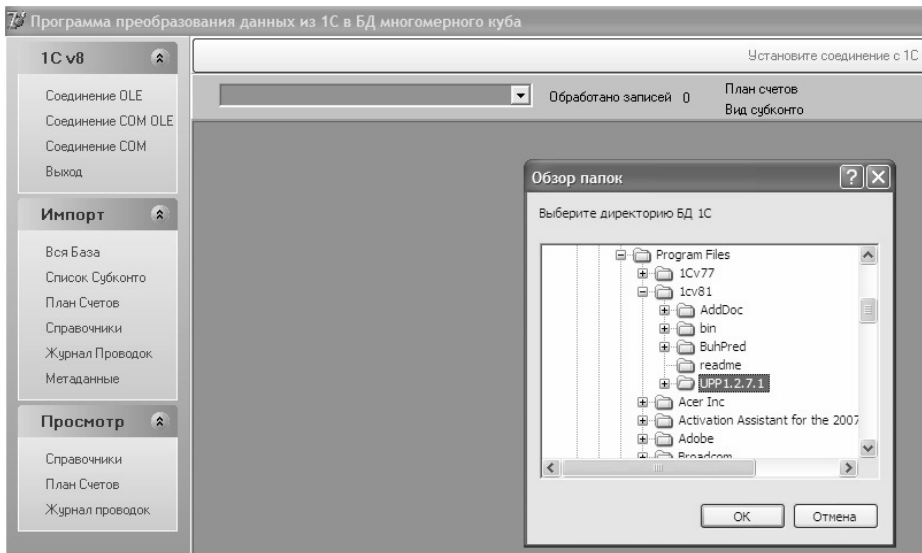 Программа преобразования данных из 1С в БД многомерного куба
1С v8
Соединение OLE
Соединение COM OLE
Соединение COM
Выход
Импорт
Вся База
Список Субконто
План Счетов
Справочники
Журнал Проводок
Метаданные
Просмотр
Справочники
План Счетов
Журнал проводок
Установите соединение с 1С
Обработано записей 0
План счетов
Вид субконто
Обзор папок
Выберите директорию БД 1С
Program Files
1Cv77
1cv81
AddDoc
bin
BuhPred
readme
UPP1.2.7.1
Acer Inc
Activation Assistant for the 2007
Adobe
Broadcom
ОК
Отмена